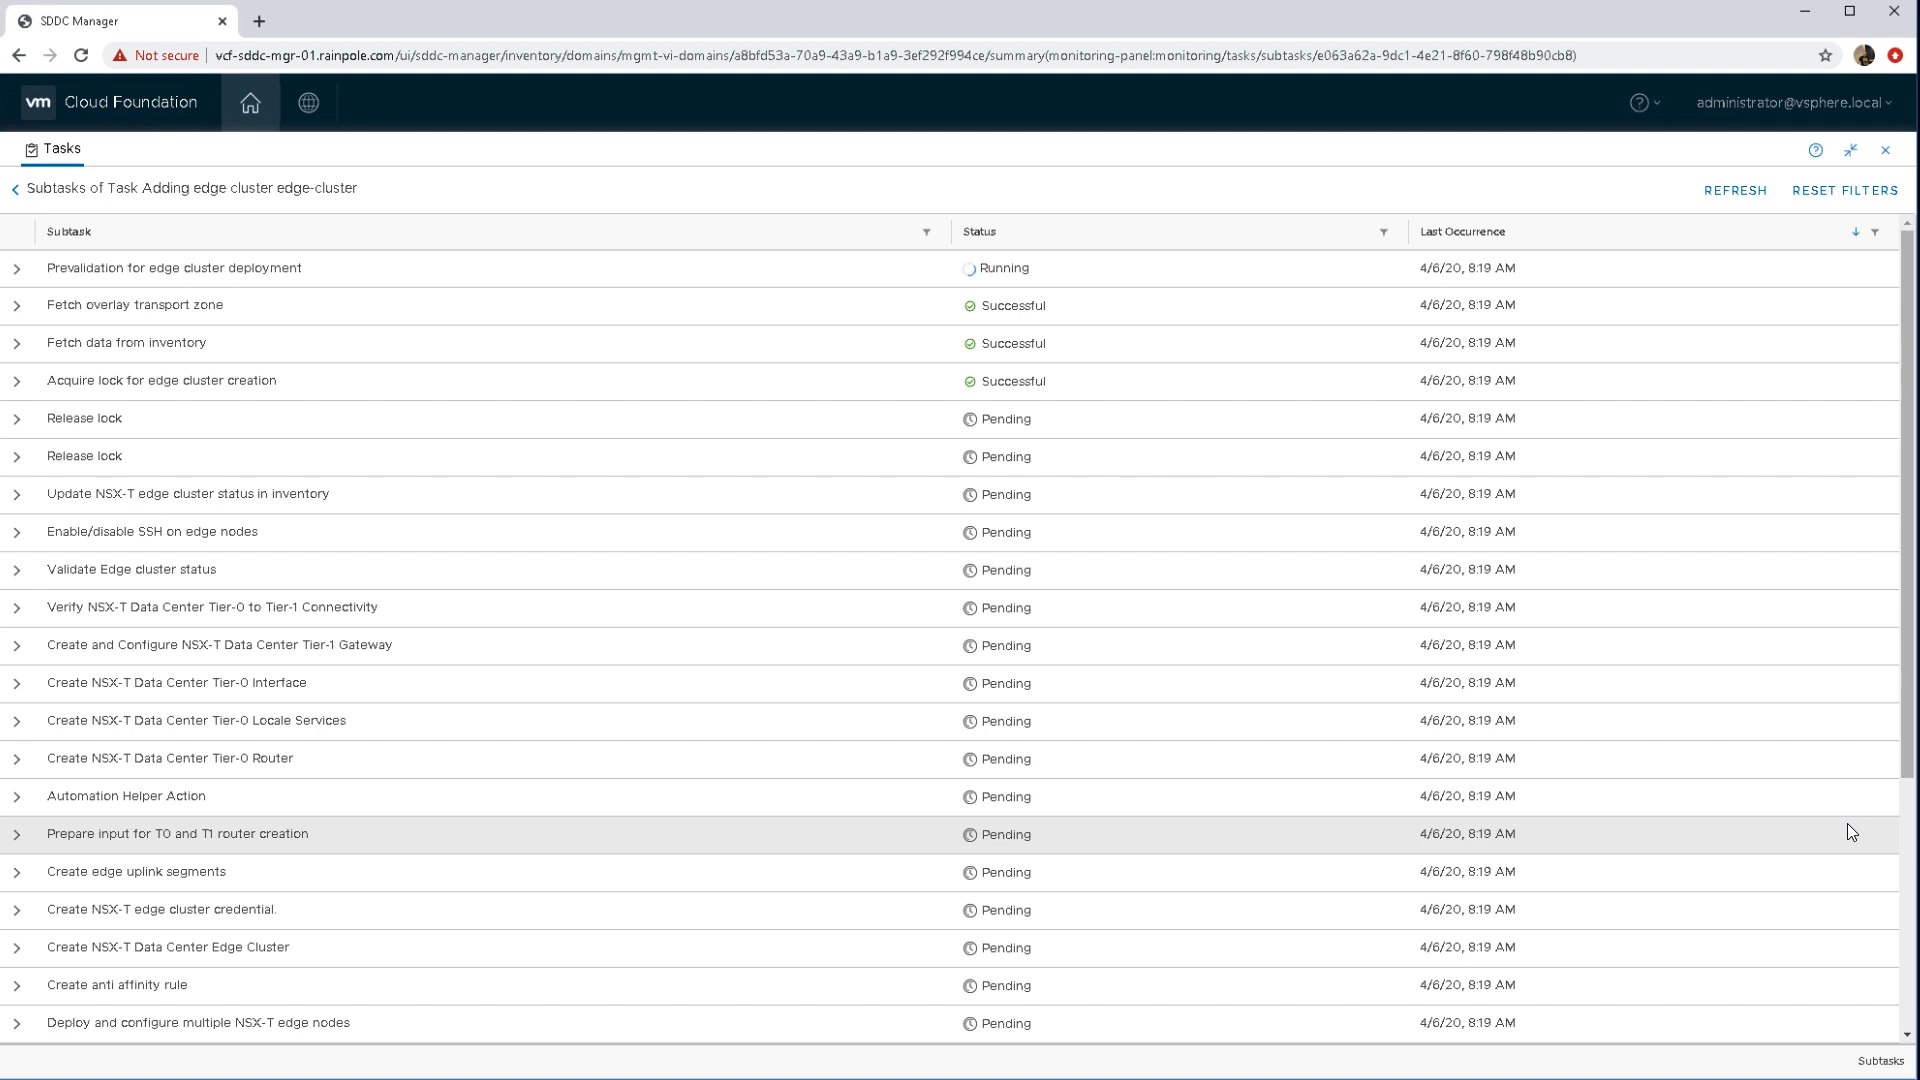 SDDC Manager
Not secure vcf-sddc-mgr-01.rainpole.com/ui/sddc-manager/inventory/domains/mgmt-vi-domains/a8bfd53a-70a9-43a9-b1a9-3ef292f994ce/summary(monitoring-panel:monitoring/tasks/subtasks/e063a62a-9dc1-4e21-8f60-798f48b90cb8)
vm Cloud Foundation administrator@vsphere.local
Tasks
Subtasks of Task Adding edge cluster edge-cluster REFRESH RESET FILTERS
Subtask Status Last Occurrence
Prevalidation for edge cluster deployment Running 4/6/20, 8:19 AM
Fetch overlay transport zone Successful 4/6/20, 8:19 AM
Fetch data from inventory Successful 4/6/20, 8:19 AM
Acquire lock for edge cluster creation Successful 4/6/20, 8:19 AM
Release lock Pending 4/6/20, 8:19 AM
Release lock Pending 4/6/20, 8:19 AM
Update NSX-T edge cluster status in inventory Pending 4/6/20, 8:19 AM
Enable/disable SSH on edge nodes Pending 4/6/20, 8:19 AM
Validate Edge cluster status Pending 4/6/20, 8:19 AM
Verify NSX-T Data Center Tier-0 to Tier-1 Connectivity Pending 4/6/20, 8:19 AM
Create and Configure NSX-T Data Center Tier-1 Gateway Pending 4/6/20, 8:19 AM
Create NSX-T Data Center Tier-0 Interface Pending 4/6/20, 8:19 AM
Create NSX-T Data Center Tier-0 Locale Services Pending 4/6/20, 8:19 AM
Create NSX-T Data Center Tier-0 Router Pending 4/6/20, 8:19 AM
Automation Helper Action Pending 4/6/20, 8:19 AM
Prepare input for T0 and T1 router creation Pending 4/6/20, 8:19 AM
Create edge uplink segments Pending 4/6/20, 8:19 AM
Create NSX-T edge cluster credential. Pending 4/6/20, 8:19 AM
Create NSX-T Data Center Edge Cluster Pending 4/6/20, 8:19 AM
Create anti affinity rule Pending 4/6/20, 8:19 AM
Deploy and configure multiple NSX-T edge nodes Pending 4/6/20, 8:19 AM
Subtasks